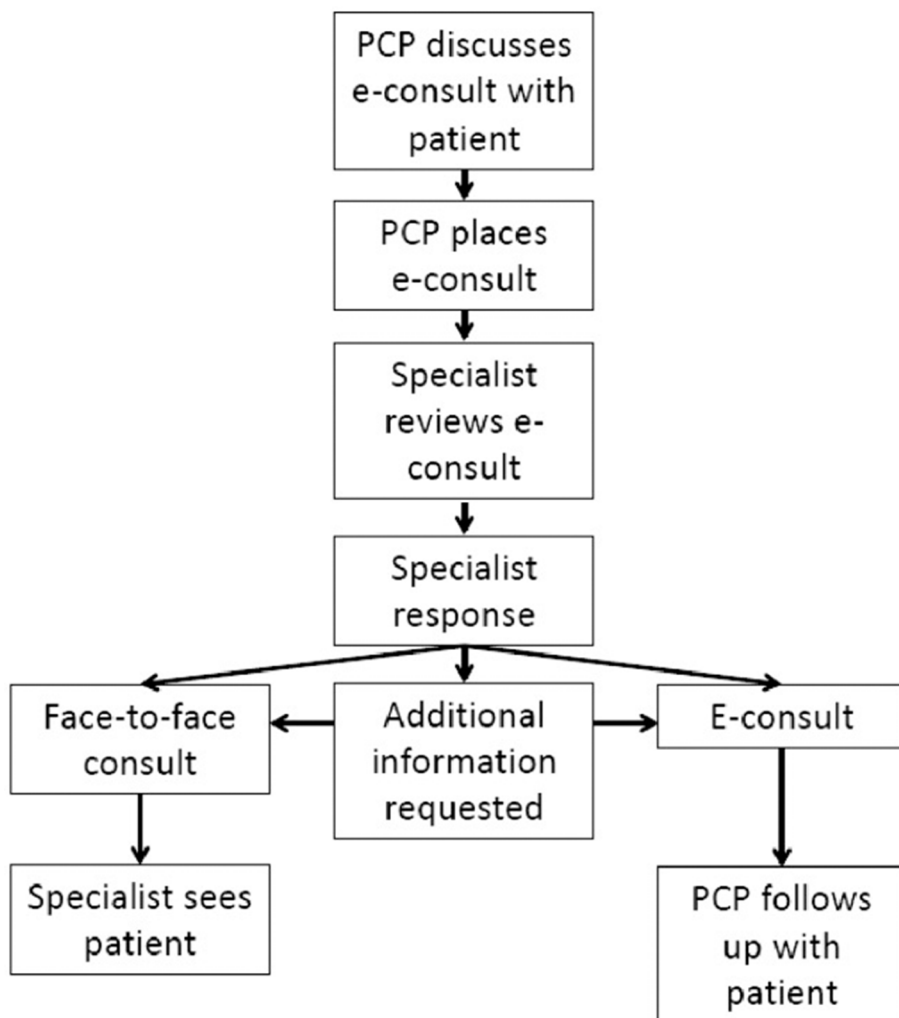 PCP discusses
e-consult with
patient
PCP places
e-consult
Specialist
reviews e-
consult
Specialist
response
Face-to-face
consult
Additional
information
requested
E-consult
Specialist sees
patient
PCP follows
up with
patient